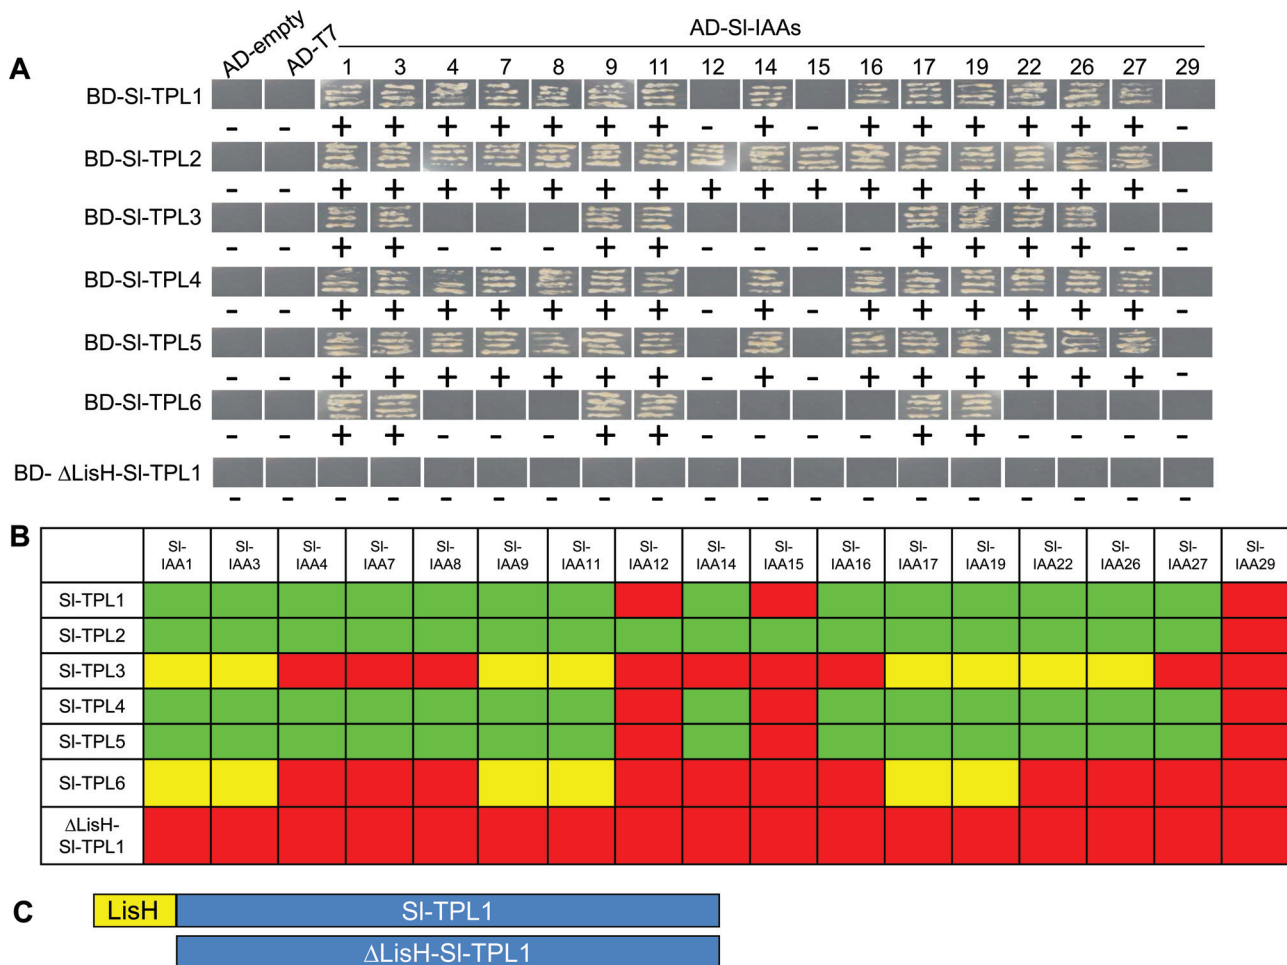 AD-empty
AD-T7
AD-Sl-IAAs
A
1 3 4 7 8 9 11 12 14 15 16 17 19 22 26 27 29
BD-Sl-TPL1
- - + + + + + + + - + - + + + + + + -
BD-Sl-TPL2
- - + + + + + + + + + + + + + + + + -
BD-Sl-TPL3
- - + + - - - + + - - - - + + + + - -
BD-Sl-TPL4
- - + + + + + + + - + - + + + + + + -
BD-Sl-TPL5
- - + + + + + + + - + - + + + + + + -
BD-Sl-TPL6
- - + + - - - + + - - - - + + - - - -
BD- ΔLisH-Sl-TPL1
- - - - - - - - - - - - - - - - - - -
B
Sl- Sl- Sl- Sl- Sl- Sl- Sl- Sl- Sl- Sl- Sl- Sl- Sl- Sl- Sl- Sl- Sl-
IAA1 IAA3 IAA4 IAA7 IAA8 IAA9 IAA11 IAA12 IAA14 IAA15 IAA16 IAA17 IAA19 IAA22 IAA26 IAA27 IAA29
Sl-TPL1
Sl-TPL2
Sl-TPL3
Sl-TPL4
Sl-TPL5
Sl-TPL6
ΔLisH-
Sl-TPL1
C
LisH Sl-TPL1
ΔLisH-Sl-TPL1